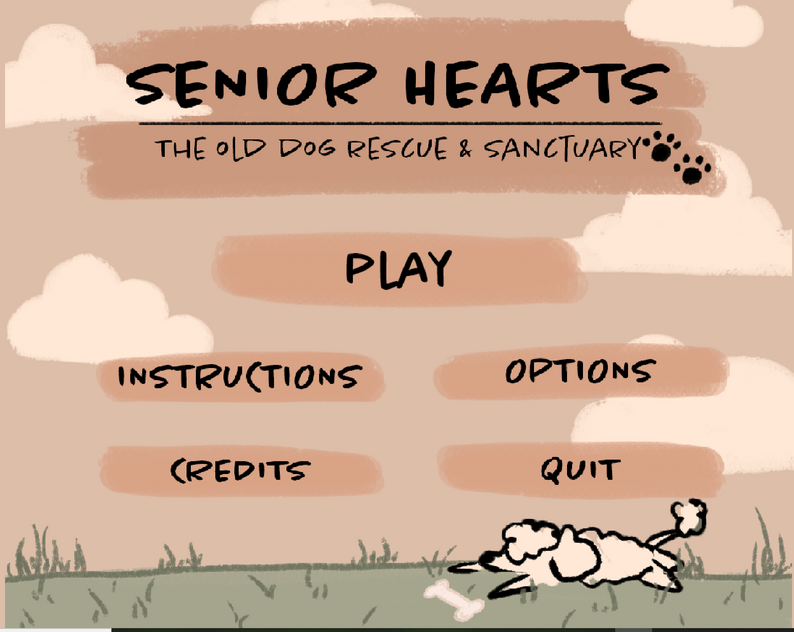 SENIOR HEARTS
THE OLD DOG RESCUE & SANCTUARY
PLAY
INSTRUCTIONS
OPTIONS
CREDITS
QUIT